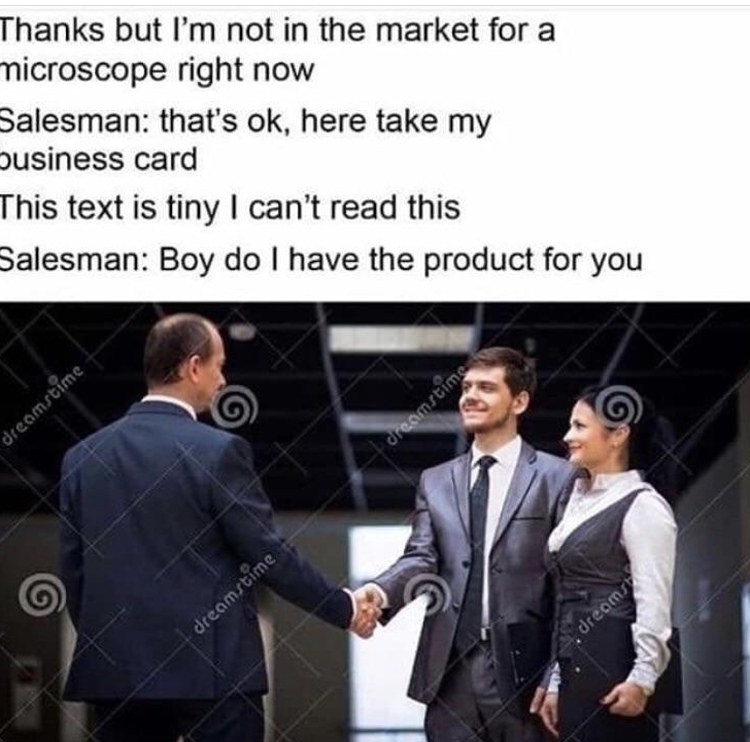 Thanks but I'm not in the market for a
microscope right now
Salesman: that's ok, here take my
business card
This text is tiny I can't read this
Salesman: Boy do I have the product for you
dreamstime
dreamstime
dreamstime
dreamst